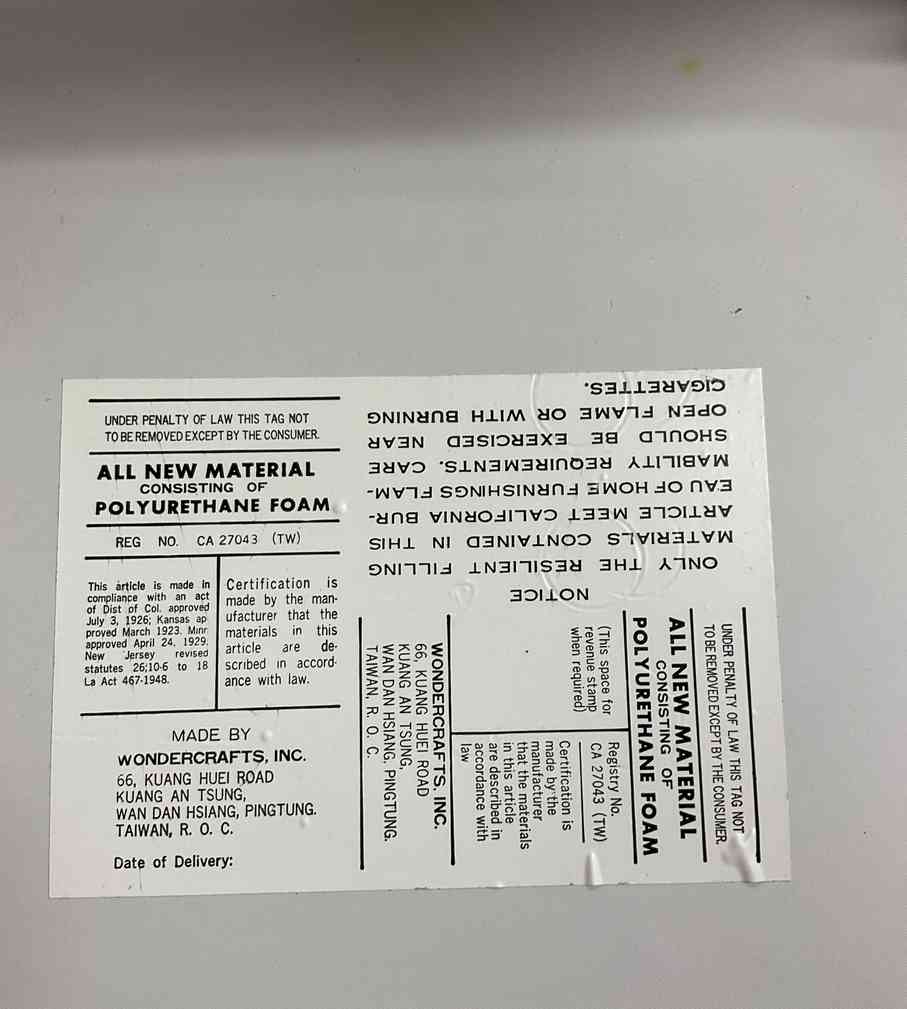 UNDER PENALTY OF LAW THIS TAG NOT
TO BE REMOVED EXCEPT BY THE CONSUMER.
ALL NEW MATERIAL
CONSISTING OF
POLYURETHANE FOAM
REG NO. CA 27043 (TW)
This article is made in
compliance with an act
of Dist of Col. approved
July 3, 1926; Kansas ap
proved March 1923. Minr
approved April 24, 1929.
New Jersey revised
statutes 26;10-6 to 18
La Act 467-1948.
Certification is
made by the man-
ufacturer that the
materials in this
article are de-
scribed in accord-
ance with law.
MADE BY
WONDERCRAFTS, INC.
66, KUANG HUEI ROAD
KUANG AN TSUNG,
WAN DAN HSIANG, PINGTUNG.
TAIWAN, R. O. C.
Date of Delivery:
NOTICE
ONLY THE RESILIENT FILLING
MATERIALS CONTAINED IN THIS
ARTICLE MEET CALIFORNIA BUR-
EAU OF HOME FURNISHINGS FLAM-
MABILITY REQUIREMENTS. CARE
SHOULD BE EXERCISED NEAR
OPEN FLAME OR WITH BURNING
CIGARETTES.
UNDER PENALTY OF LAW THIS TAG NOT
TO BE REMOVED EXCEPT BY THE CONSUMER.
ALL NEW MATERIAL
CONSISTING OF
POLYURETHANE FOAM
(This space for
revenue stamp
when required)
Registry No.
CA 27043 (TW)
Certification is
made by the
manufacturer
that the materials
in this article
are described in
accordance with
law
WONDERCRAFTS, INC.
66, KUANG HUEI ROAD
KUANG AN TSUNG,
WAN DAN HSIANG, PINGTUNG.
TAIWAN, R. O. C.